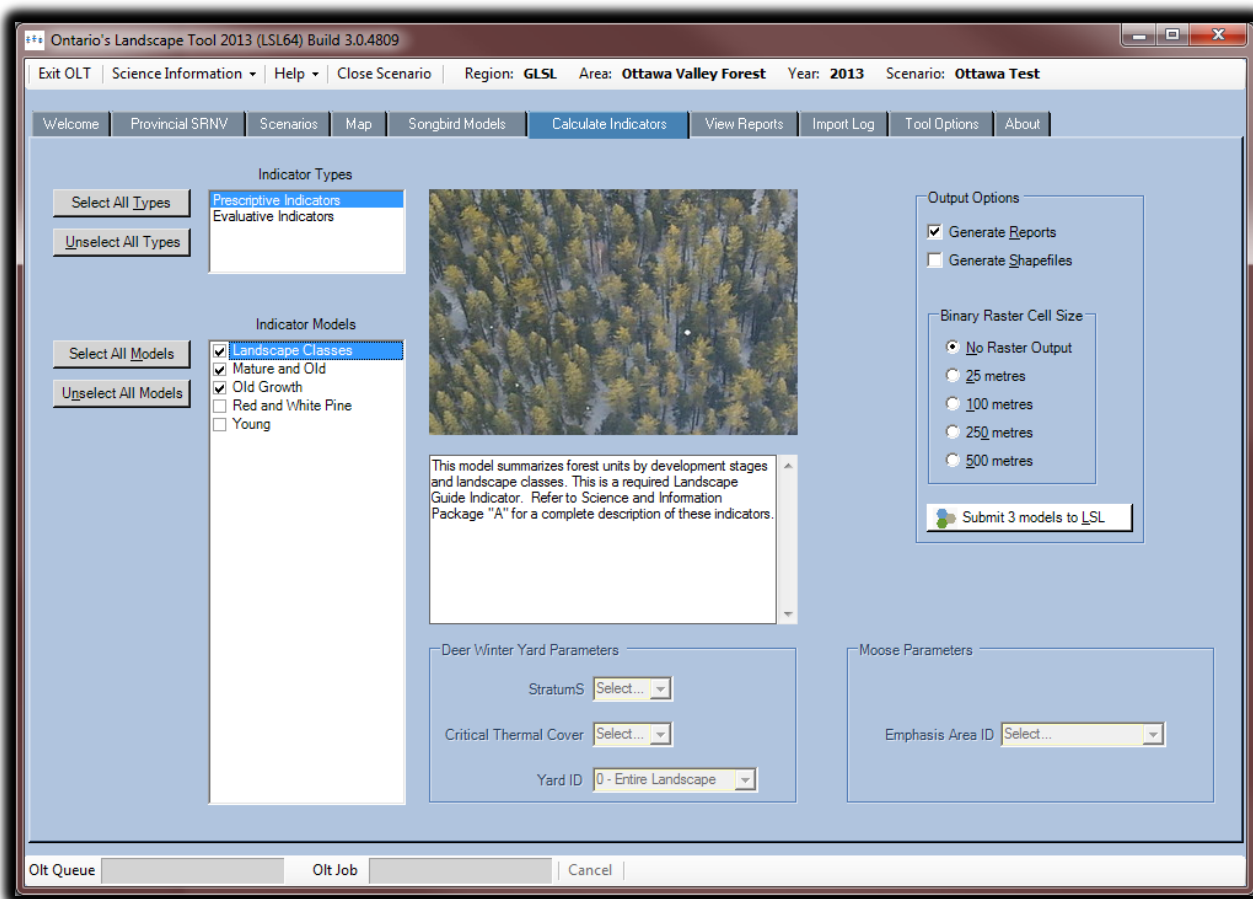 Ontario's Landscape Tool 2013 (LSL64) Build 3.0.4809
Exit OLT Science Information Help Close Scenario Region: GLSL Area: Ottawa Valley Forest Year: 2013 Scenario: Ottawa Test
Welcome Provincial SRNV Scenarios Map Songbird Models Calculate Indicators View Reports Import Log Tool Options About
Indicator Types
Select All Types
Unselect All Types
Prescriptive Indicators
Evaluative Indicators
Indicator Models
Select All Models
Unselect All Models
Landscape Classes
Mature and Old
Old Growth
Red and White Pine
Young
This model summarizes forest units by development stages
and landscape classes. This is a required Landscape
Guide Indicator. Refer to Science and Information
Package "A" for a complete description of these indicators.
Output Options
Generate Reports
Generate Shapefiles
Binary Raster Cell Size
No Raster Output
25 metres
100 metres
250 metres
500 metres
Submit 3 models to LSL
Deer Winter Yard Parameters
StratumS Select...
Critical Thermal Cover Select...
Yard ID 0 - Entire Landscape
Moose Parameters
Emphasis Area ID Select...
Olt Queue Olt Job Cancel